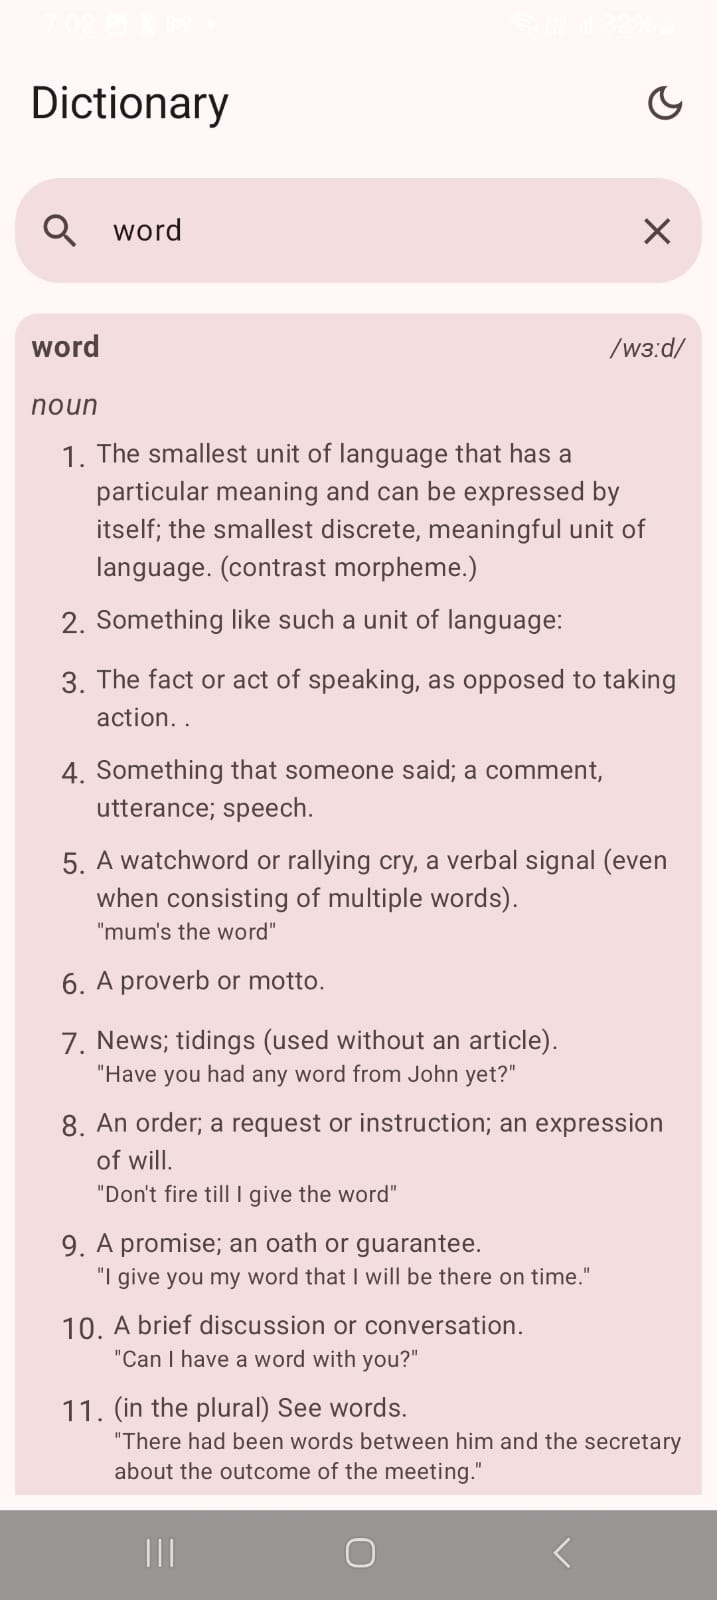 7:02 32%
Dictionary
word
word /wɜːd/
noun
1. The smallest unit of language that has a
particular meaning and can be expressed by
itself; the smallest discrete, meaningful unit of
language. (contrast morpheme.)
2. Something like such a unit of language:
3. The fact or act of speaking, as opposed to taking
action. .
4. Something that someone said; a comment,
utterance; speech.
5. A watchword or rallying cry, a verbal signal (even
when consisting of multiple words).
"mum's the word"
6. A proverb or motto.
7. News; tidings (used without an article).
"Have you had any word from John yet?"
8. An order; a request or instruction; an expression
of will.
"Don't fire till I give the word"
9. A promise; an oath or guarantee.
"I give you my word that I will be there on time."
10. A brief discussion or conversation.
"Can I have a word with you?"
11. (in the plural) See words.
"There had been words between him and the secretary
about the outcome of the meeting."